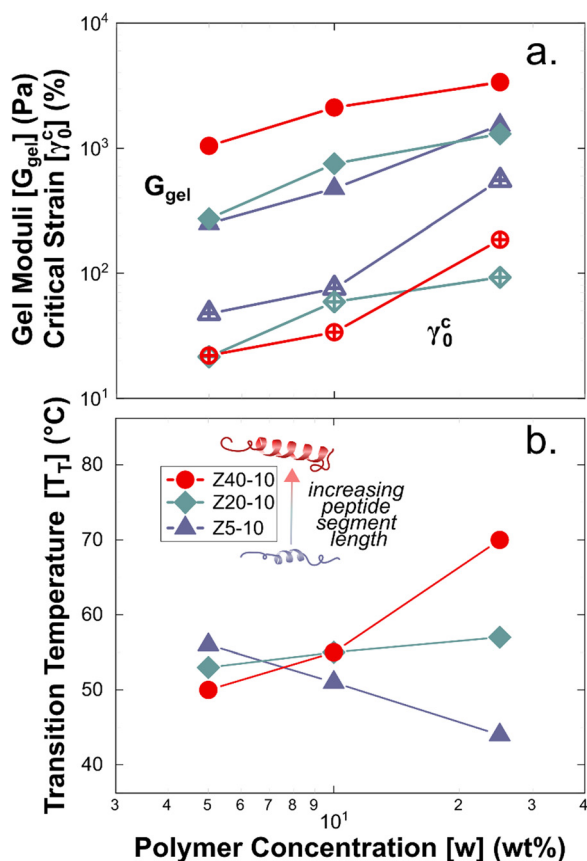 a.
10⁴
10³
10²
10¹
Gel Moduli [G_gel] (Pa)
Critical Strain [γ₀ᶜ] (%)
G_gel
γ₀ᶜ
b.
80
70
60
50
40
Transition Temperature [T_T] (°C)
Z40-10
Z20-10
Z5-10
increasing
peptide
segment
length
3 4 5 6 7 8 9 10¹ 2 3 4
Polymer Concentration [w] (wt%)